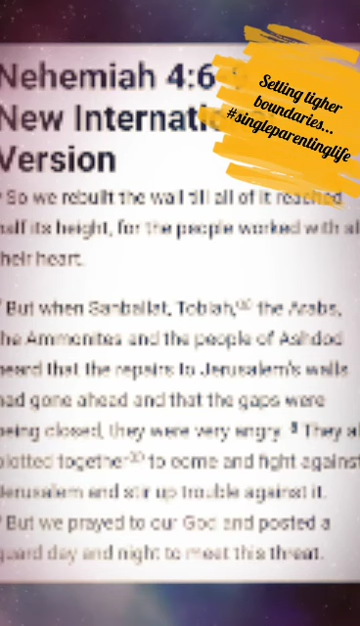 Nehemiah 4:6
New Internatio
Version
Setting tigher
boundaries...
#singleparentinglife
So we rebuilt the wall till all of it reached
half its height, for the people worked with al
their heart.
But when Sanballat, Tobiah, the Arabs,
the Ammonites and the people of Ashdod
heard that the repairs to Jerusalem's walls
had gone ahead and that the gaps were
being closed, they were very angry. 8 They al
plotted together to come and fight against
Jerusalem and stir up trouble against it.
But we prayed to our God and posted a
guard day and night to meet this threat.